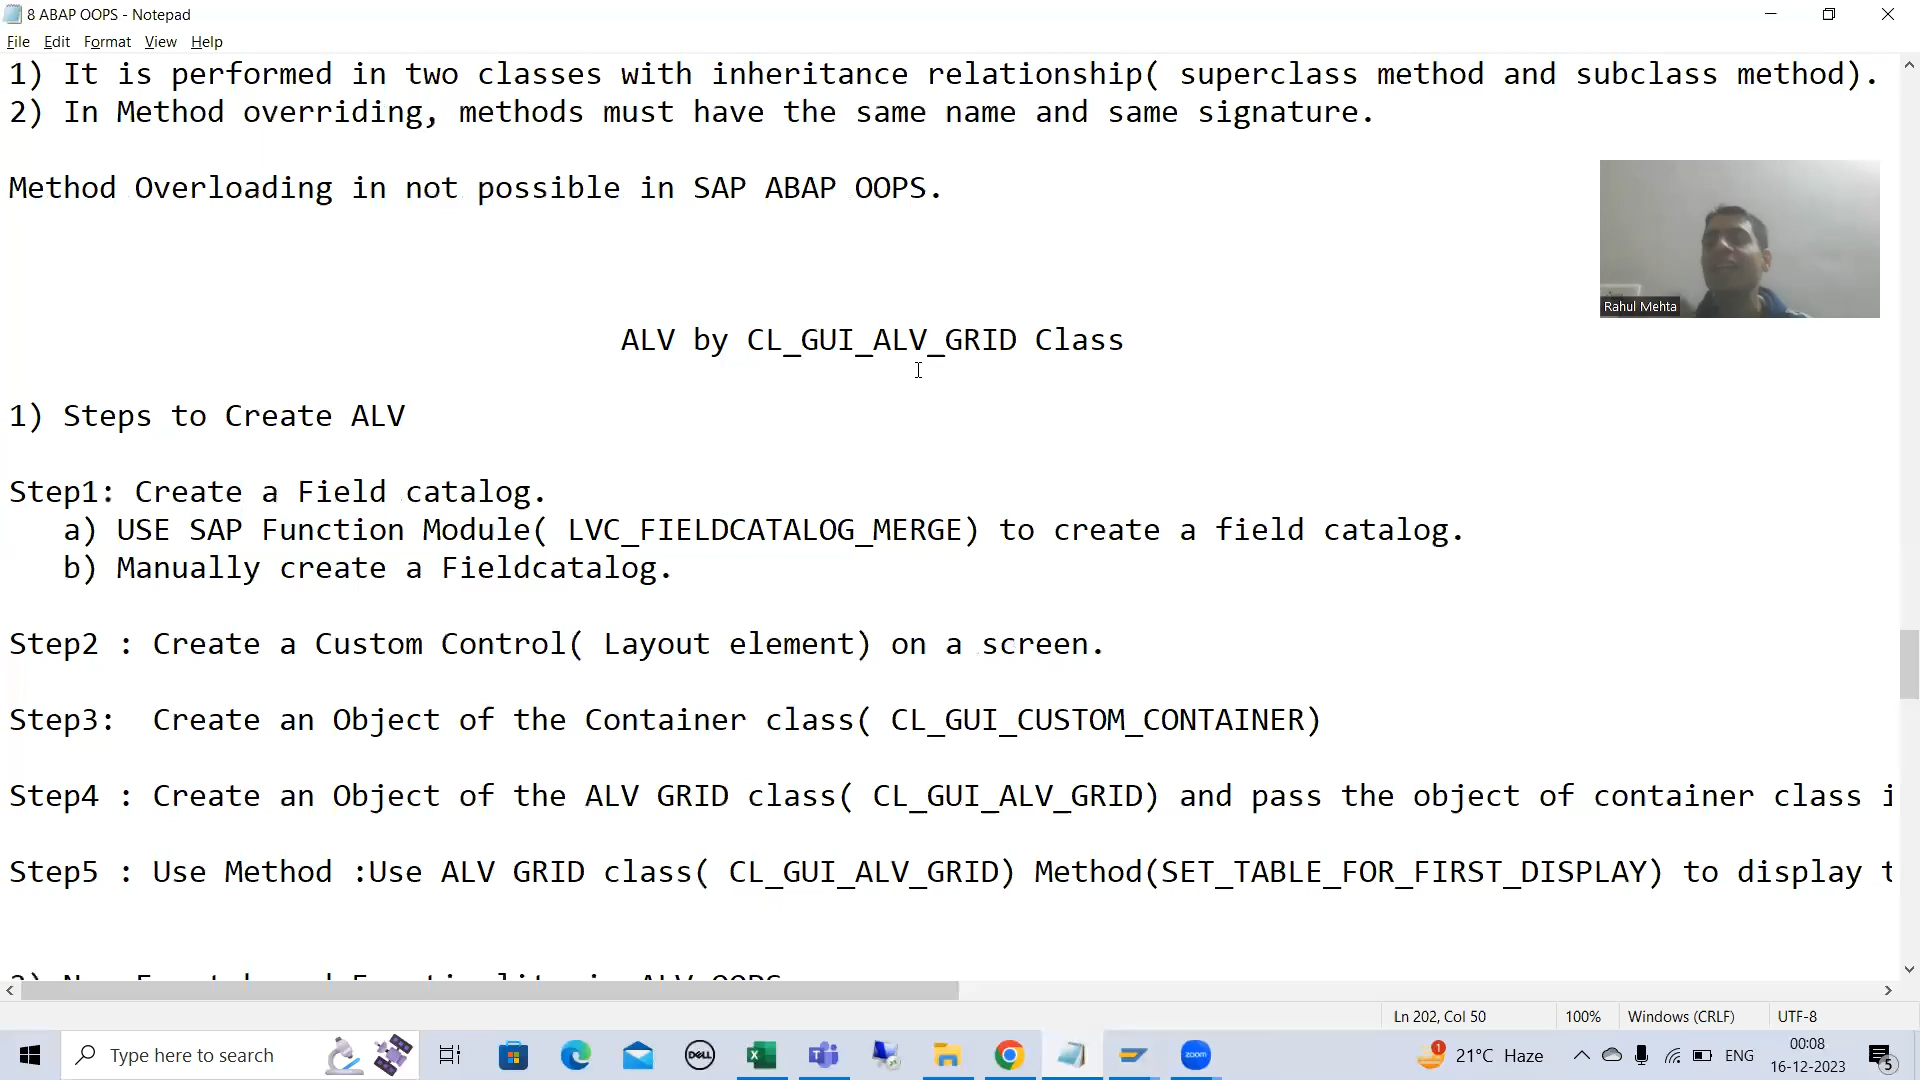 8 ABAP OOPS - Notepad
File Edit Format View Help
1) It is performed in two classes with inheritance relationship( superclass method and subclass method).
2) In Method overriding, methods must have the same name and same signature.
Method Overloading in not possible in SAP ABAP OOPS.
Rahul Mehta
ALV by CL_GUI_ALV_GRID Class
1) Steps to Create ALV
Step1: Create a Field catalog.
a) USE SAP Function Module( LVC_FIELDCATALOG_MERGE) to create a field catalog.
b) Manually create a Fieldcatalog.
Step2 : Create a Custom Control( Layout element) on a screen.
Step3:  Create an Object of the Container class( CL_GUI_CUSTOM_CONTAINER)
Step4 : Create an Object of the ALV GRID class( CL_GUI_ALV_GRID) and pass the object of container class i
Step5 : Use Method :Use ALV GRID class( CL_GUI_ALV_GRID) Method(SET_TABLE_FOR_FIRST_DISPLAY) to display t
Ln 202, Col 50 100% Windows (CRLF) UTF-8
Type here to search DELL zoom 1 21°C Haze ENG 00:08
16-12-2023 5